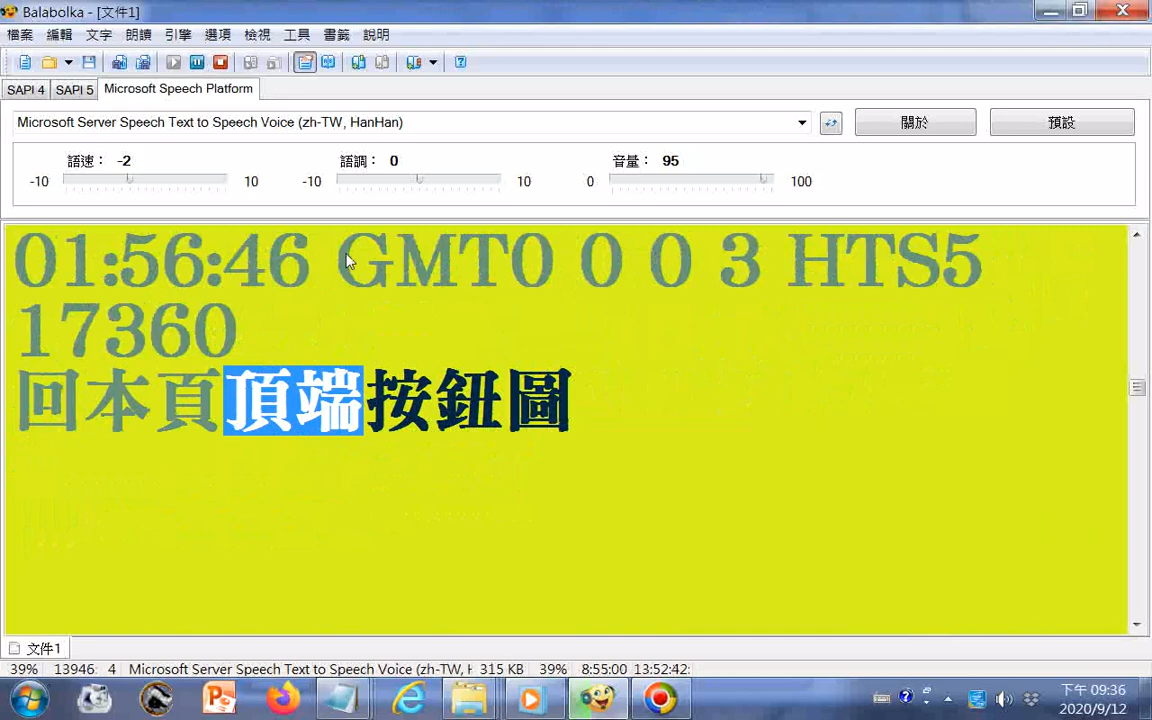 Balabolka - [文件1]
檔案 編輯 文字 朗讀 引擎 選項 檢視 工具 書籤 說明
SAPI 4 SAPI 5 Microsoft Speech Platform
Microsoft Server Speech Text to Speech Voice (zh-TW, HanHan) 關於 預設
語速： -2 語調： 0 音量： 95
-10 10 -10 10 0 100
01:56:46 GMT0 0 0 3 HTS5
17360
回本頁頂端按鈕圖
文件1
39% 13946: 4 Microsoft Server Speech Text to Speech Voice (zh-TW, H 315 KB 39% 8:55:00 13:52:42:
下午 09:36
2020/9/12